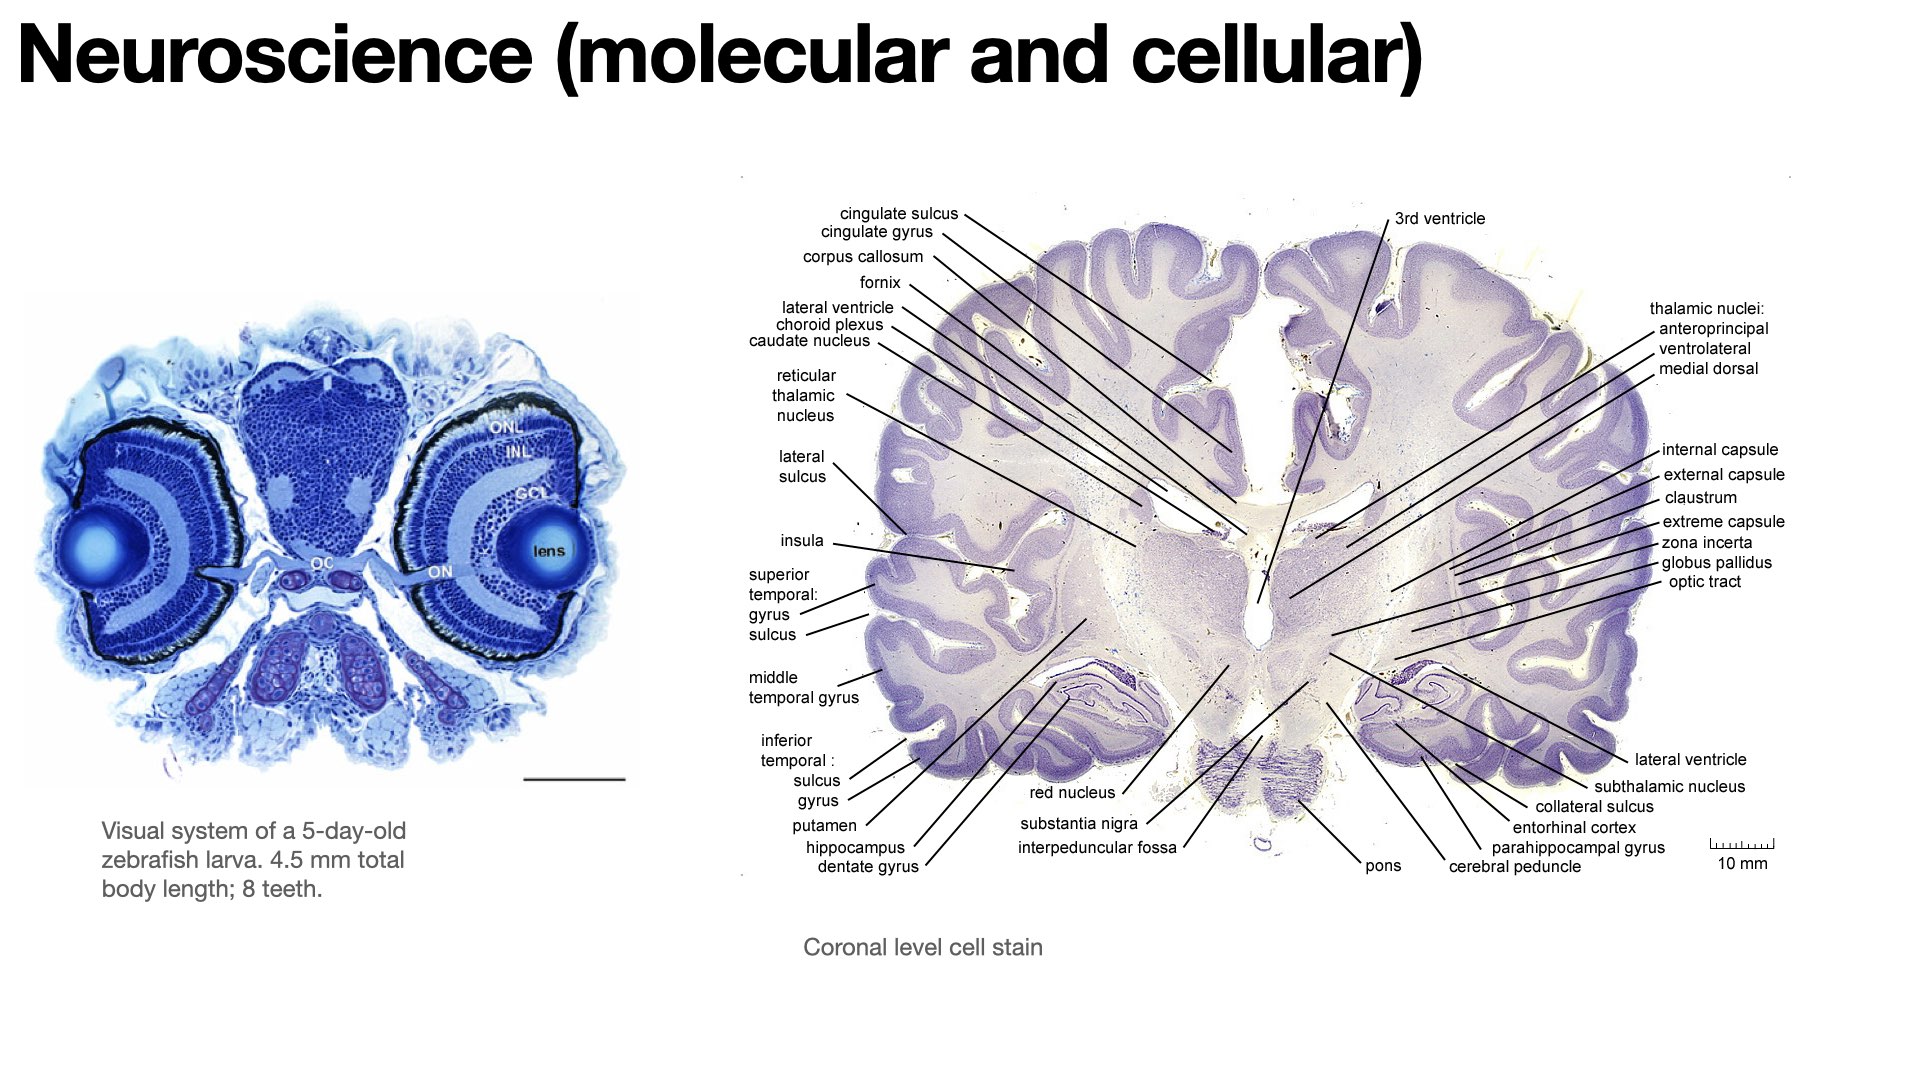 Neuroscience (molecular and cellular)
ONL
INL
GCL
lens
OC
ON
Visual system of a 5-day-old
zebrafish larva. 4.5 mm total
body length; 8 teeth.
cingulate sulcus
cingulate gyrus
corpus callosum
fornix
lateral ventricle
choroid plexus
caudate nucleus
reticular
thalamic
nucleus
lateral
sulcus
insula
superior
temporal:
gyrus
sulcus
middle
temporal gyrus
inferior
temporal :
sulcus
gyrus
putamen
hippocampus
dentate gyrus
red nucleus
substantia nigra
interpeduncular fossa
3rd ventricle
thalamic nuclei:
anteroprincipal
ventrolateral
medial dorsal
internal capsule
external capsule
claustrum
extreme capsule
zona incerta
globus pallidus
optic tract
lateral ventricle
subthalamic nucleus
collateral sulcus
entorhinal cortex
parahippocampal gyrus
cerebral peduncle
pons
10 mm
Coronal level cell stain